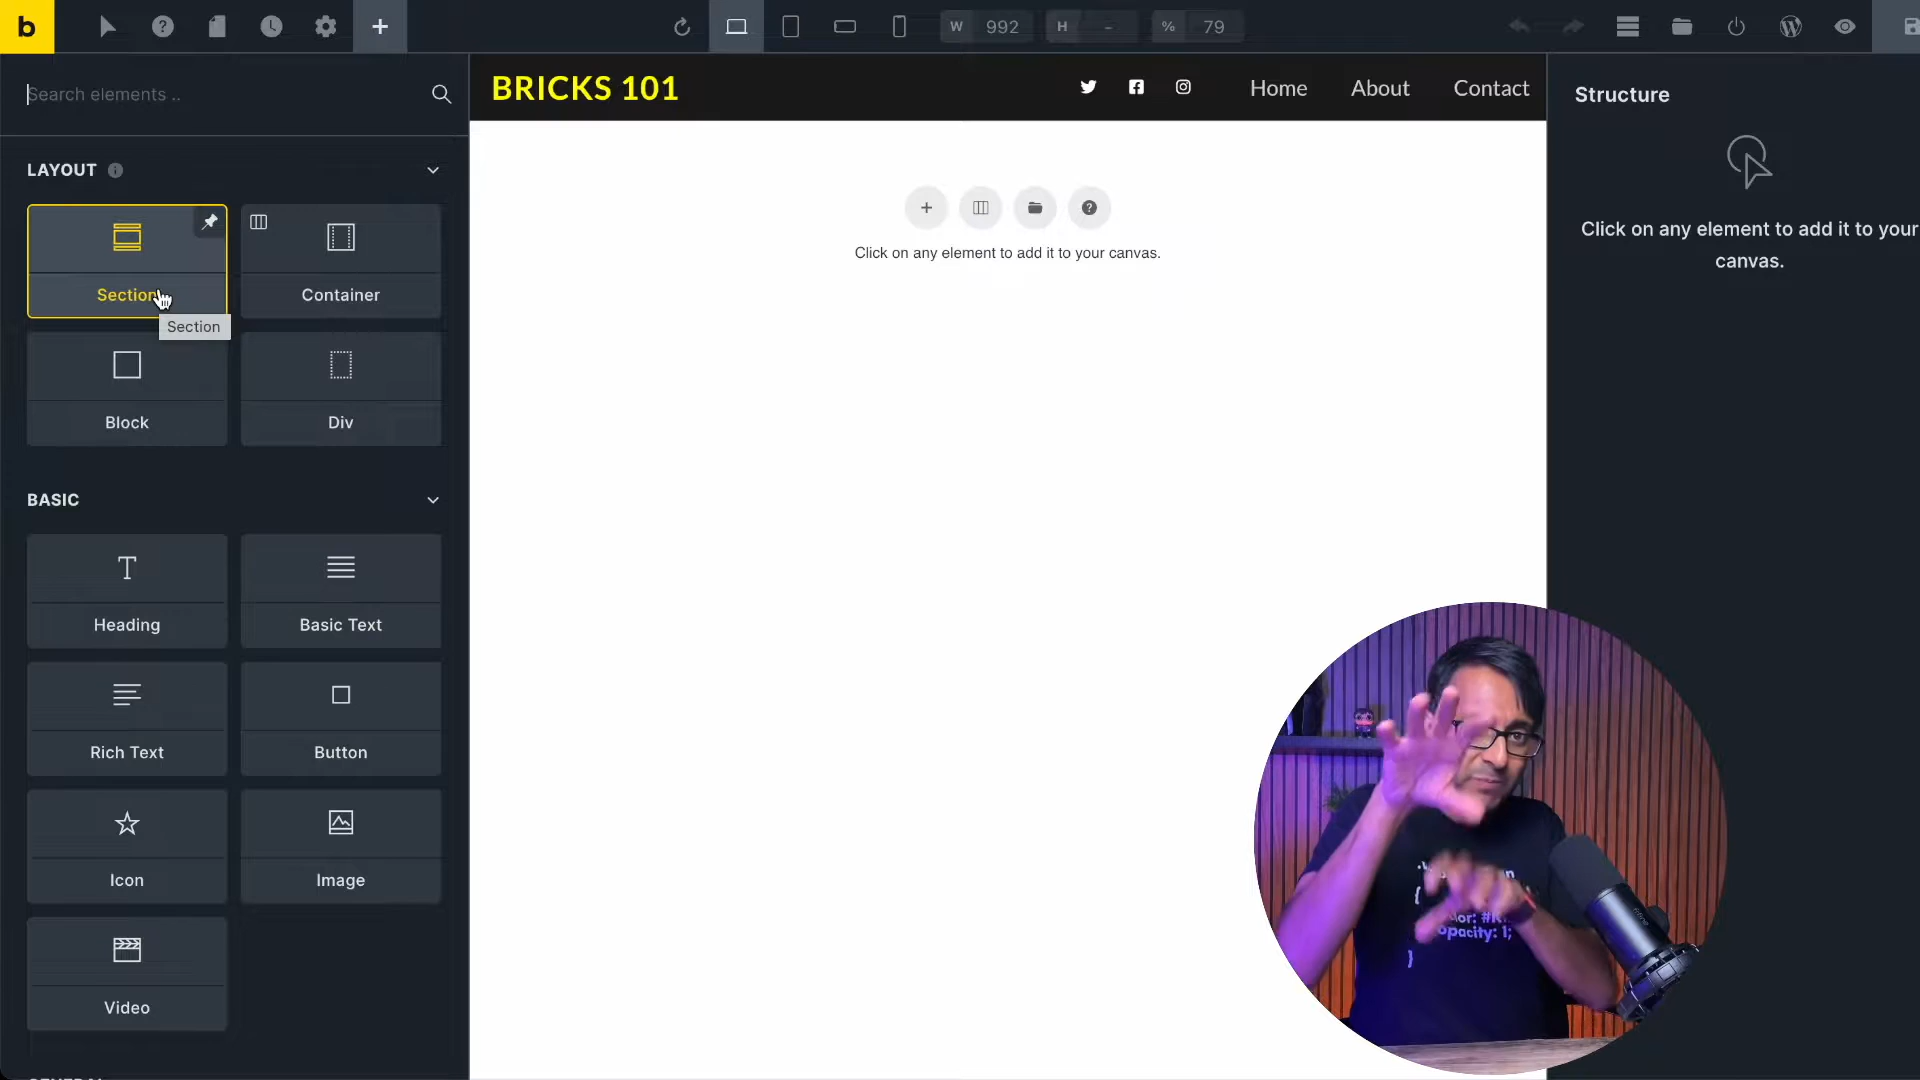 b
W 992
H -
% 79
Search elements ..
LAYOUT
Section
Container
Section
Block
Div
BASIC
Heading
Basic Text
Rich Text
Button
Icon
Image
Video
BRICKS 101
Home About Contact
Click on any element to add it to your canvas.
Structure
Click on any element to add it to your
canvas.
opacity: 1;
}